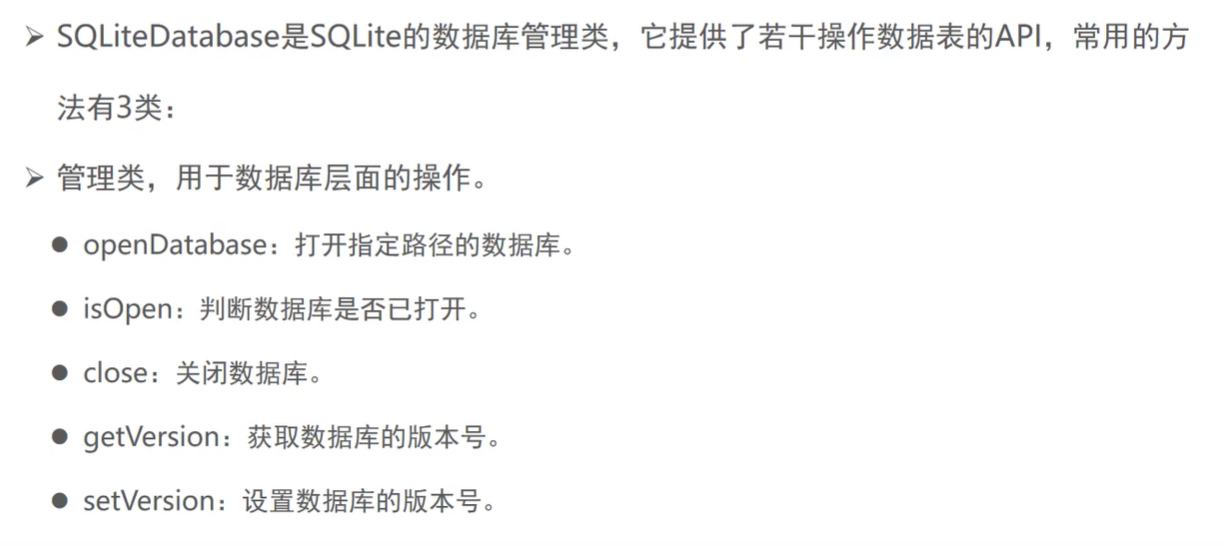 ➢ SQLiteDatabase是SQLite的数据库管理类，它提供了若干操作数据表的API，常用的方
法有3类：
➢ 管理类，用于数据库层面的操作。
● openDatabase：打开指定路径的数据库。
● isOpen：判断数据库是否已打开。
● close：关闭数据库。
● getVersion：获取数据库的版本号。
● setVersion：设置数据库的版本号。